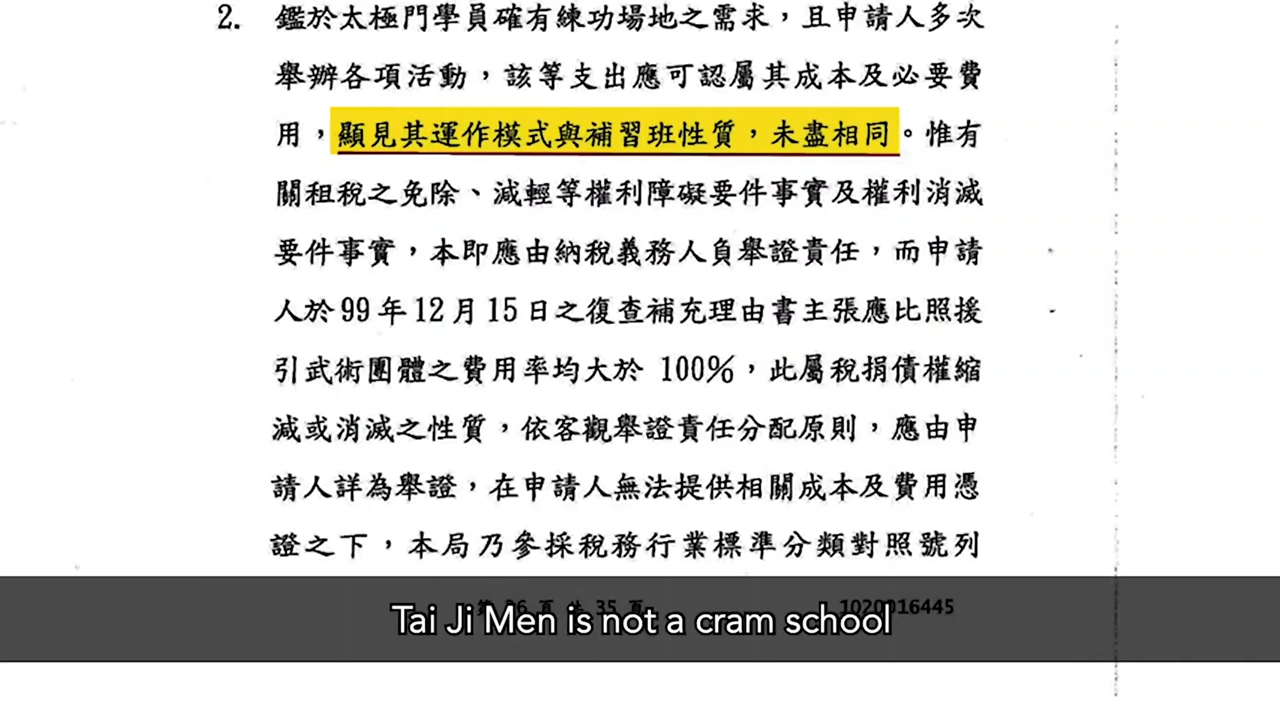 2. 鑑於太極門學員確有練功場地之需求，且申請人多次
舉辦各項活動，該等支出應可認屬其成本及必要費
用，顯見其運作模式與補習班性質，未盡相同。惟有
關租稅之免除、減輕等權利障礙要件事實及權利消滅
要件事實，本即應由納稅義務人負舉證責任，而申請
人於99年12月15日之復查補充理由書主張應比照援
引武術團體之費用率均大於 100%，此屬稅捐債權縮
減或消滅之性質，依客觀舉證責任分配原則，應由申
請人詳為舉證，在申請人無法提供相關成本及費用憑
證之下，本局乃參採稅務行業標準分類對照號列
第 26 頁 共 35 頁 1020016445
Tai Ji Men is not a cram school